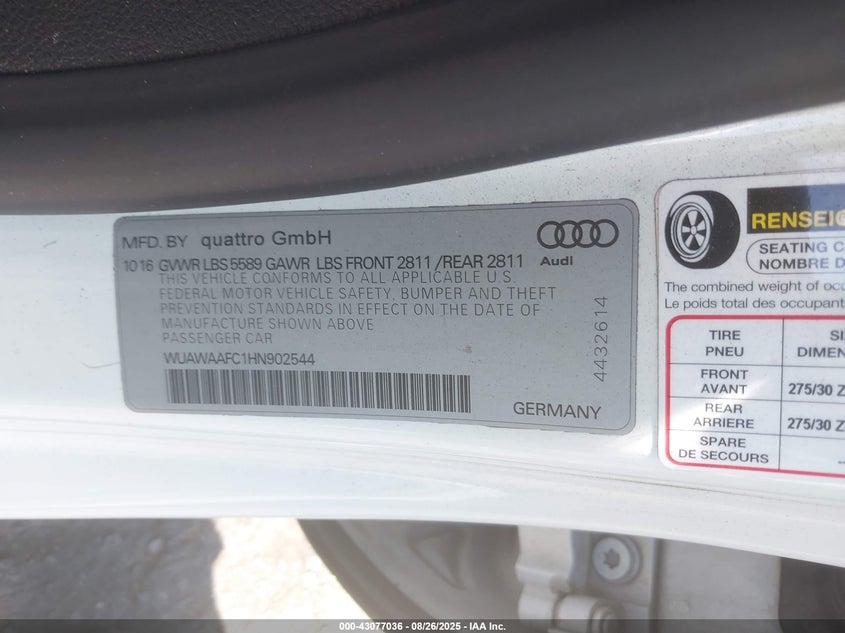 MFD. BY quattro GmbH
Audi
10 16 GVWR LBS 5589 GAWR LBS FRONT 2811 /REAR 2811
THIS VEHICLE CONFORMS TO ALL APPLICABLE U.S.
FEDERAL MOTOR VEHICLE SAFETY, BUMPER AND THEFT
PREVENTION STANDARDS IN EFFECT ON THE DATE OF
MANUFACTURE SHOWN ABOVE
PASSENGER CAR
WUAWAAFC1HN902544
GERMANY
4432614
RENSEIG
SEATING C
NOMBRE D
The combined weight of occ
Le poids total des occupant
TIRE
PNEU
SI
DIMEN
FRONT
AVANT
275/30 Z
REAR
ARRIERE
275/30 Z
SPARE
DE SECOURS
000-43077036 - 08/26/2025 - IAA Inc.